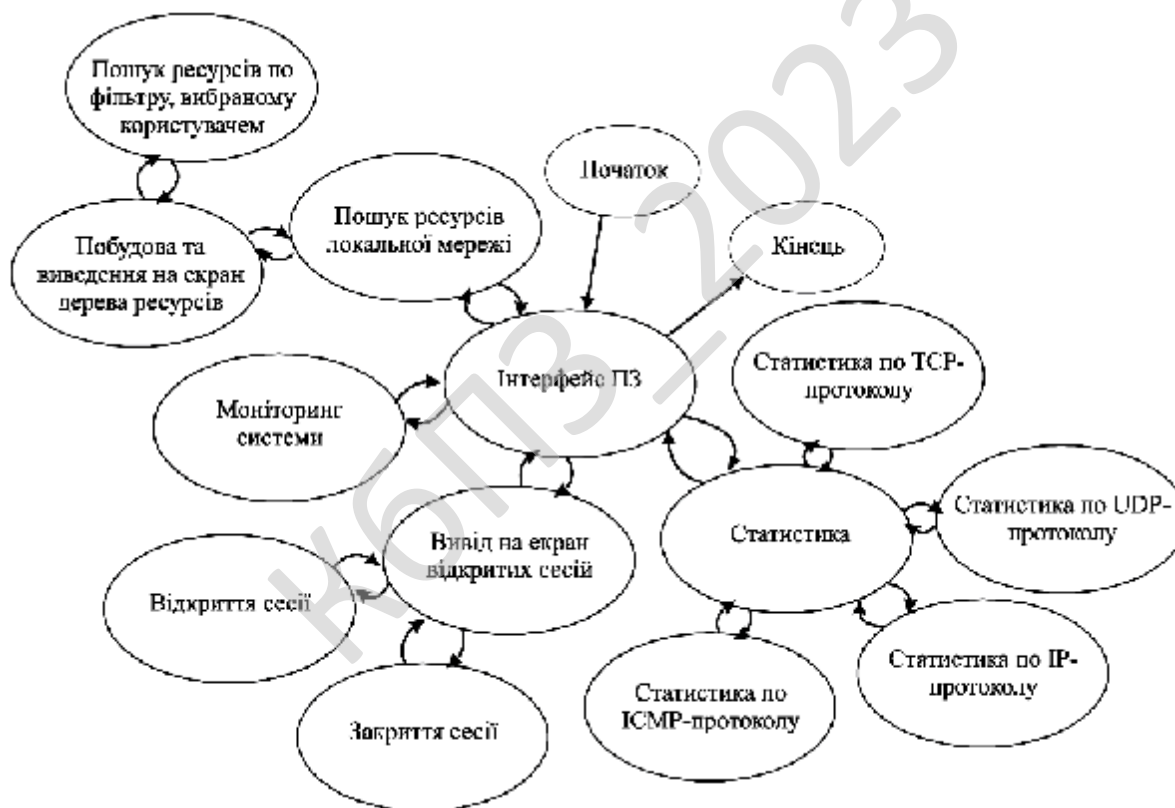 Пошук ресурсів по
фільтру, вибраному
користувачем
Початок
Пошук ресурсів
локальної мережі
Побудова та
виведення на екран
дерева ресурсів
Кінець
Інтерфейс ПЗ
Статистика по TCP-
протоколу
Моніторинг
системи
Статистика по UDP-
протоколу
Статистика
Вивід на екран
відкритих сесій
Відкриття сесії
Статистика по IP-
протоколу
Статистика по
ICMP-протоколу
Закриття сесії
КбПЗ_2023